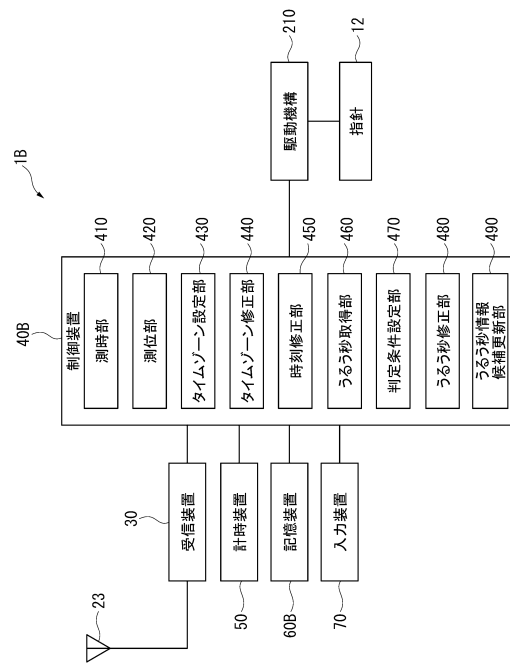 1B
40B
制御装置
測時部
410
測位部
420
タイムゾーン設定部
430
タイムゾーン修正部
440
時刻修正部
450
うるう秒取得部
460
判定条件設定部
470
うるう秒修正部
480
うるう秒情報
候補更新部
490
23
30
受信装置
計時装置
50
記憶装置
60B
入力装置
70
駆動機構
210
指針
12